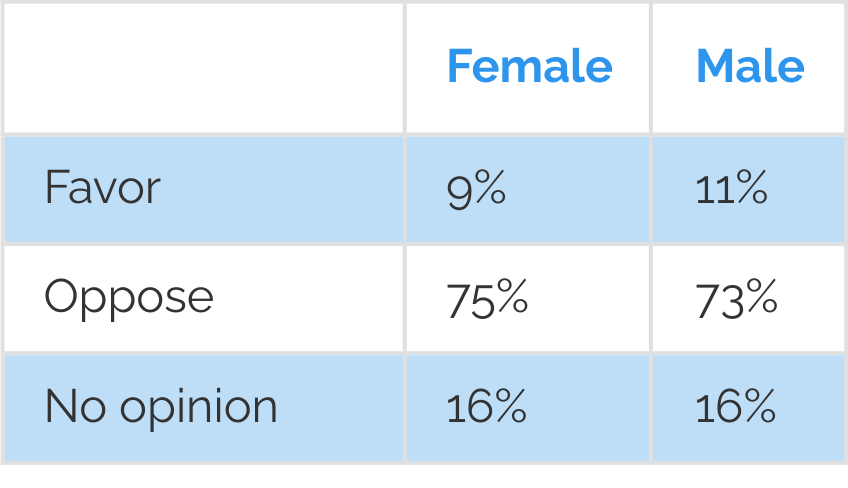 Female Male
Favor 9% 11%
Oppose 75% 73%
No opinion 16% 16%